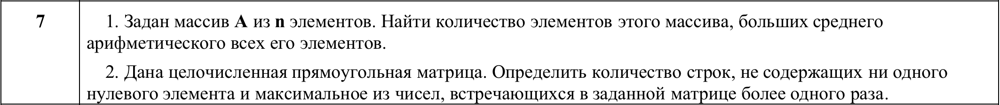 7
1. Задан массив A из n элементов. Найти количество элементов этого массива, больших среднего
арифметического всех его элементов.
2. Дана целочисленная прямоугольная матрица. Определить количество строк, не содержащих ни одного
нулевого элемента и максимальное из чисел, встречающихся в заданной матрице более одного раза.